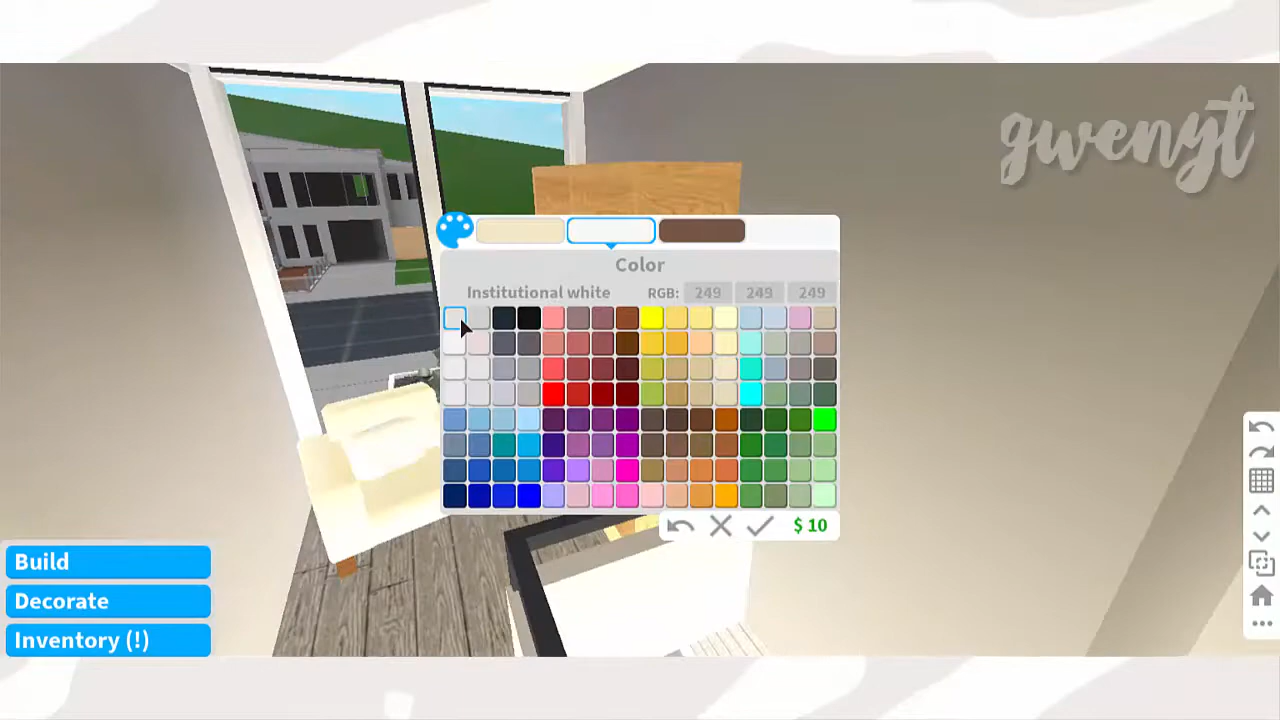 gwenyt
Color
Institutional white RGB: 249 249 249
$ 10
Build
Decorate
Inventory (!)